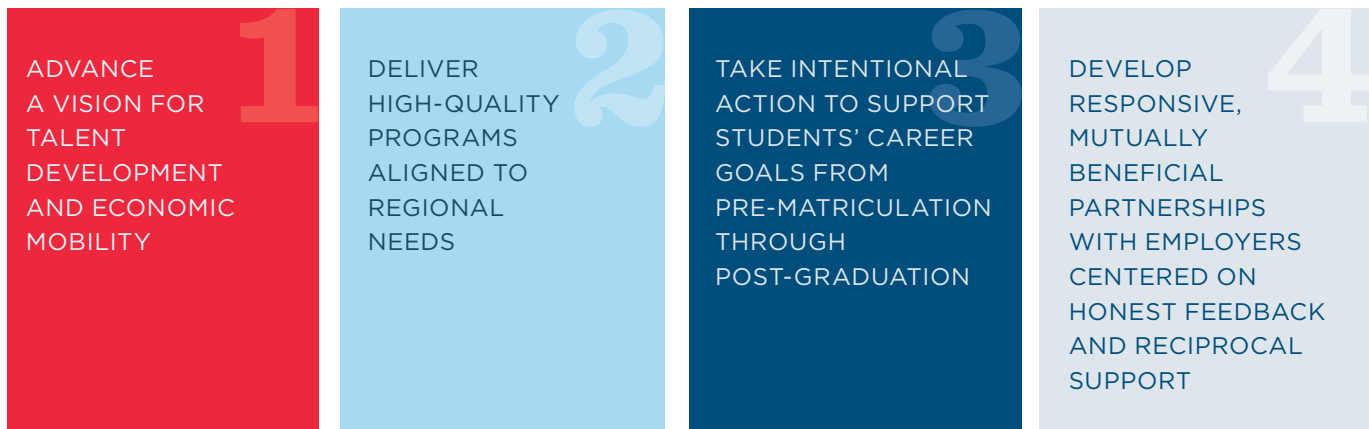 1
ADVANCE
A VISION FOR
TALENT
DEVELOPMENT
AND ECONOMIC
MOBILITY
2
DELIVER
HIGH-QUALITY
PROGRAMS
ALIGNED TO
REGIONAL
NEEDS
3
TAKE INTENTIONAL
ACTION TO SUPPORT
STUDENTS’ CAREER
GOALS FROM
PRE-MATRICULATION
THROUGH
POST-GRADUATION
4
DEVELOP
RESPONSIVE,
MUTUALLY
BENEFICIAL
PARTNERSHIPS
WITH EMPLOYERS
CENTERED ON
HONEST FEEDBACK
AND RECIPROCAL
SUPPORT